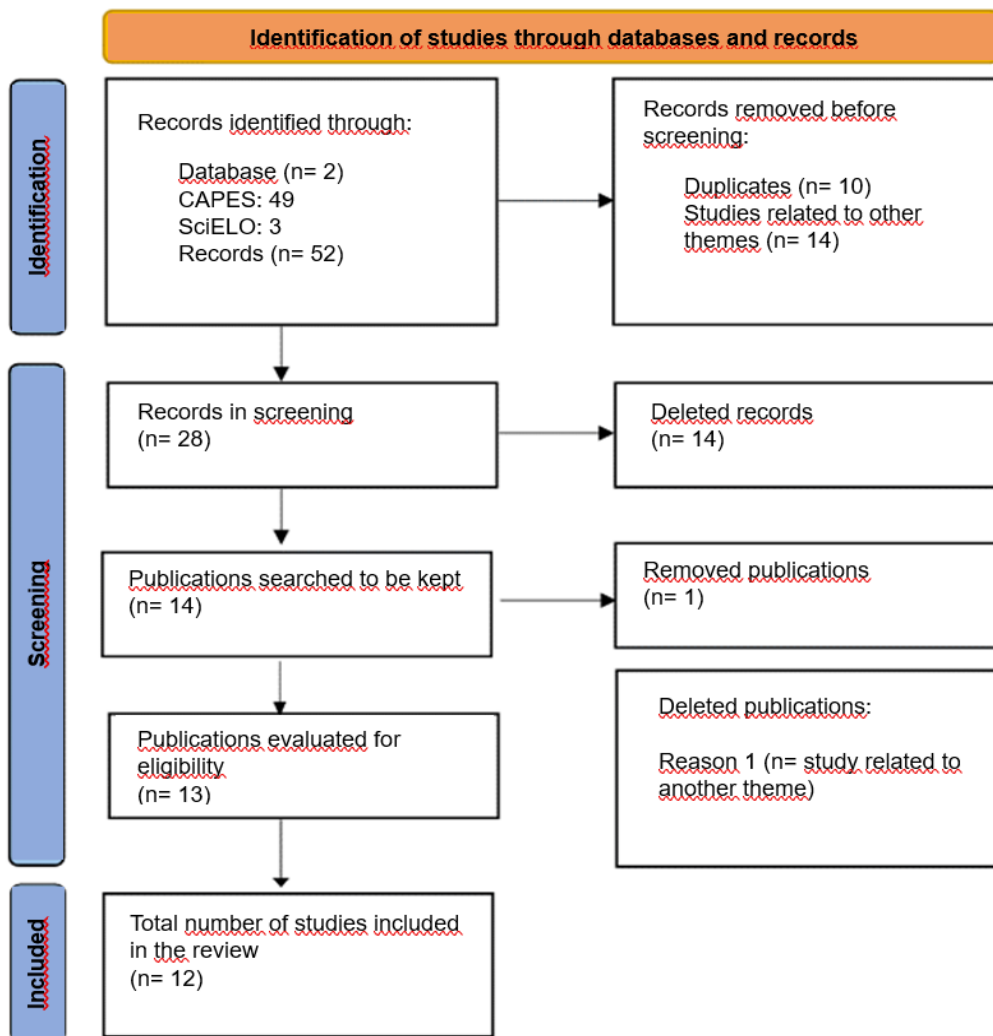 Identification of studies through databases and records
Identification
Records identified through:
Database (n= 2)
CAPES: 49
SciELO: 3
Records (n= 52)
Records removed before
screening:
Duplicates (n= 10)
Studies related to other
themes (n= 14)
Screening
Records in screening
(n= 28)
Deleted records
(n= 14)
Publications searched to be kept
(n= 14)
Removed publications
(n= 1)
Publications evaluated for
eligibility
(n= 13)
Deleted publications:
Reason 1 (n= study related to
another theme)
Included
Total number of studies included
in the review
(n= 12)